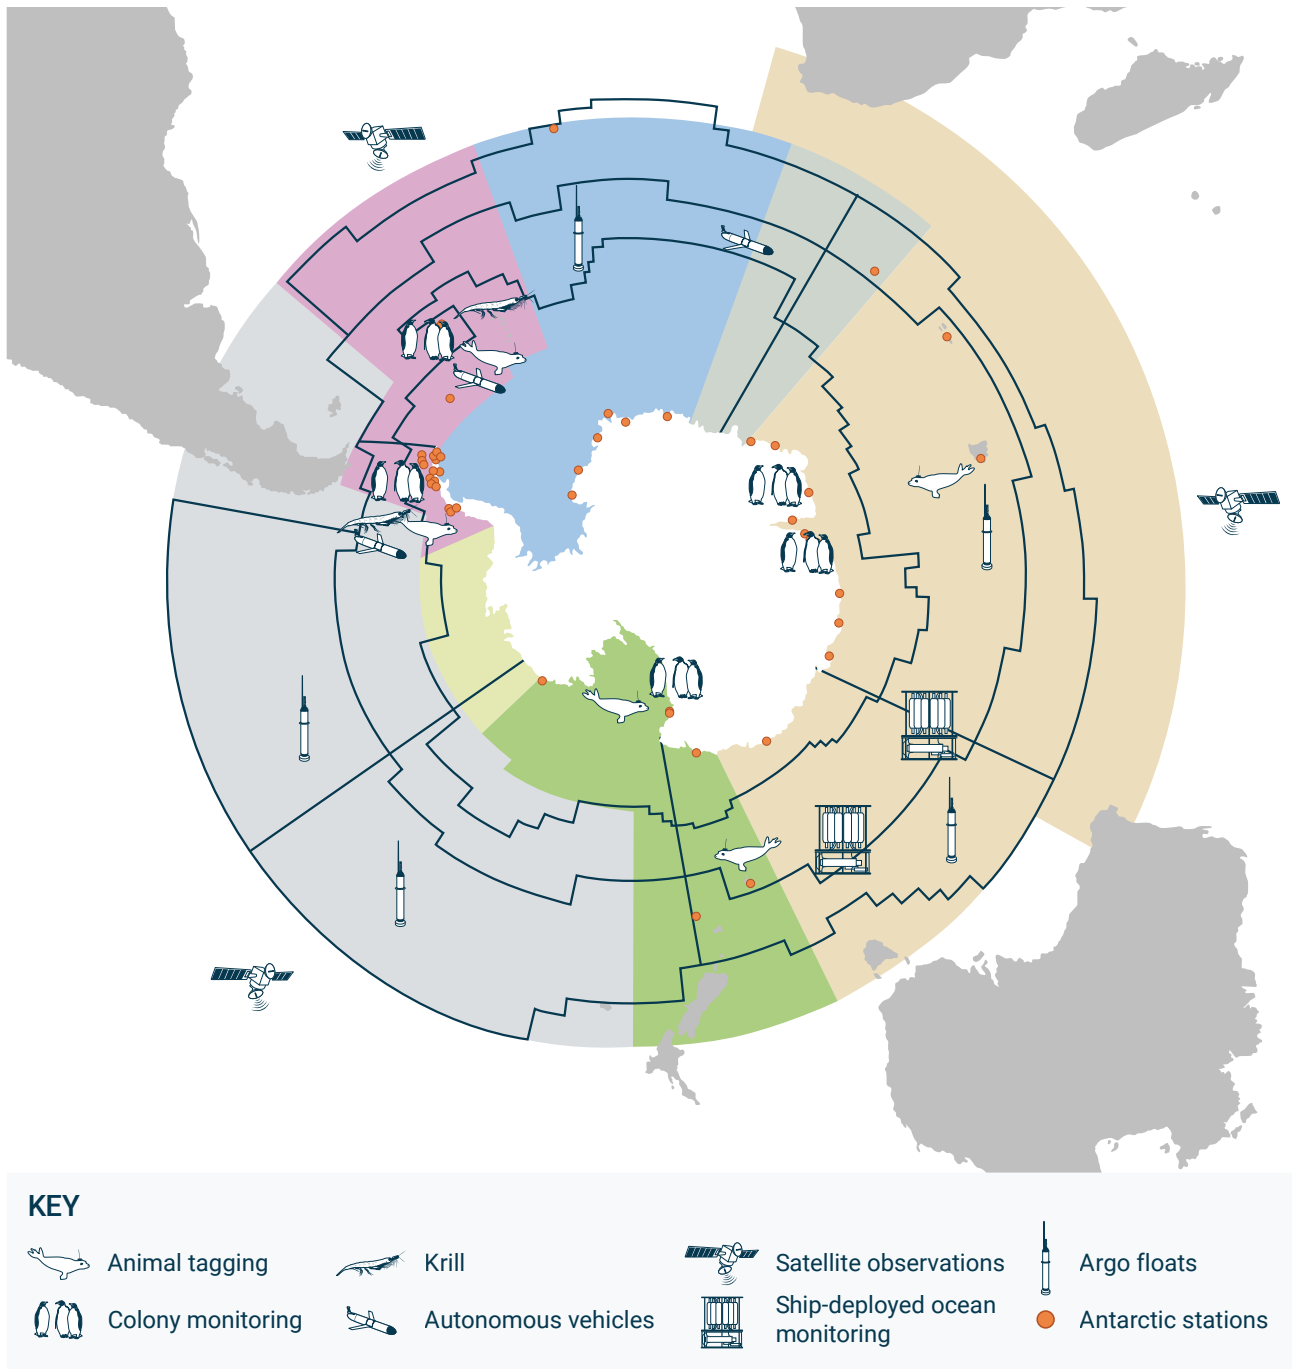 KEY
Animal tagging
Krill
Satellite observations
Argo floats
Colony monitoring
Autonomous vehicles
Ship-deployed ocean
monitoring
Antarctic stations